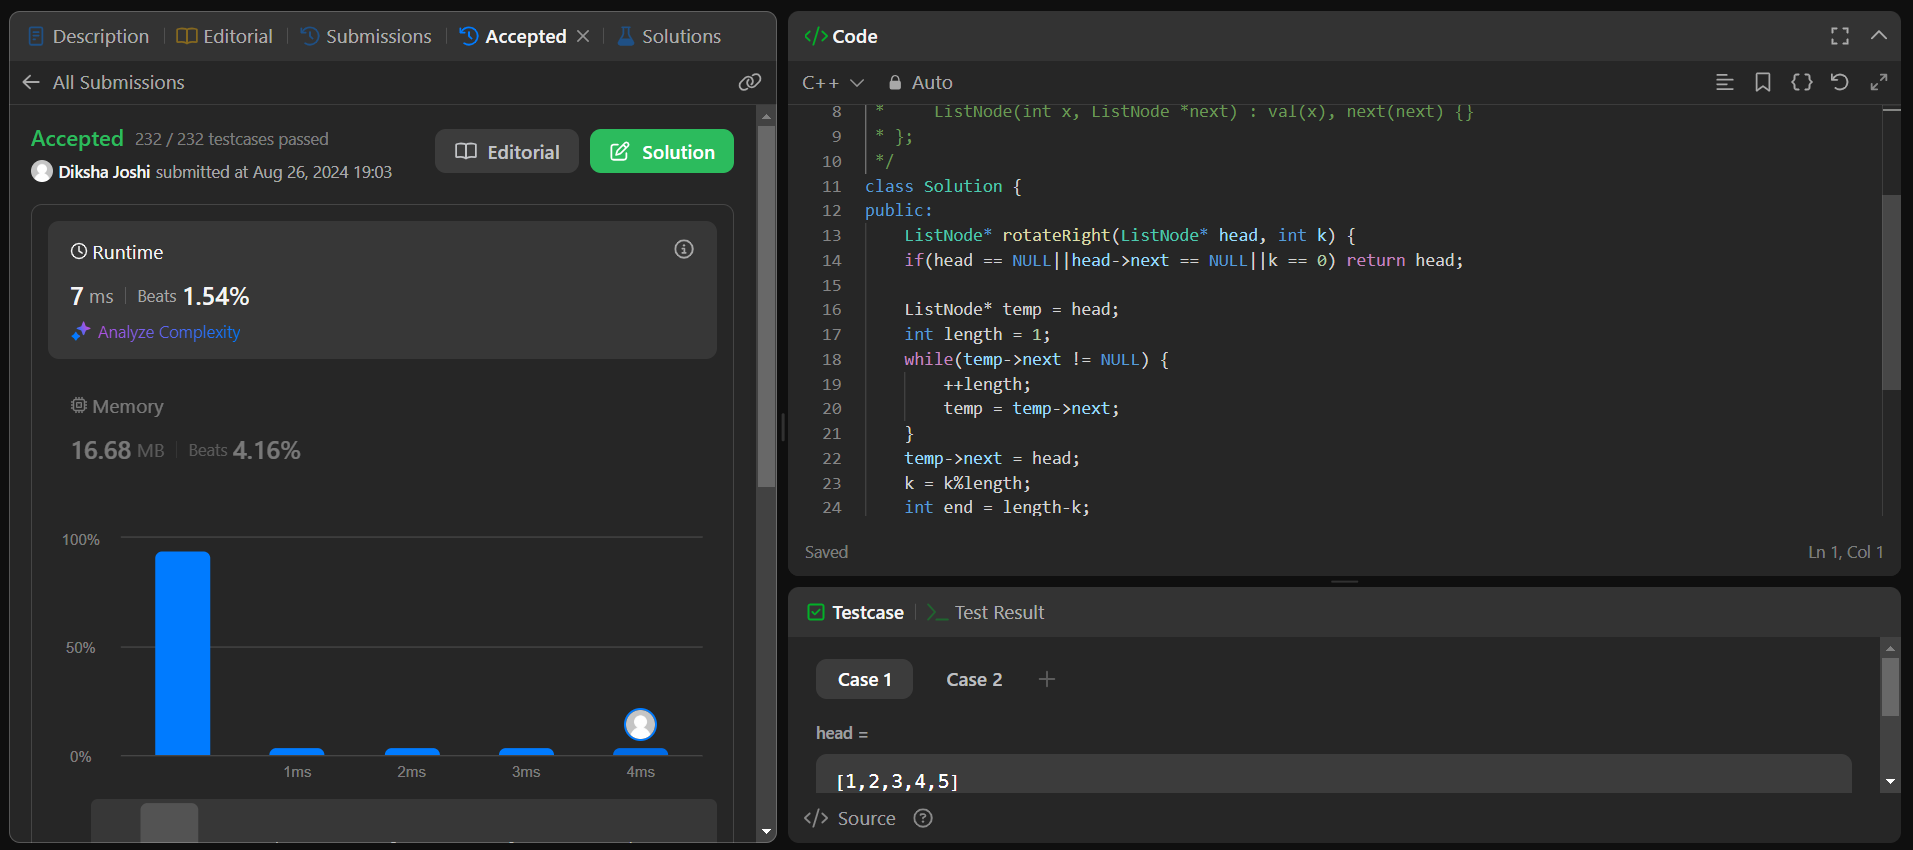 Description Editorial Submissions Accepted Solutions
All Submissions
Accepted 232 / 232 testcases passed
Diksha Joshi submitted at Aug 26, 2024 19:03
Editorial
Solution
Runtime
7 ms Beats 1.54%
Analyze Complexity
Memory
16.68 MB Beats 4.16%
100%
50%
0%
1ms 2ms 3ms 4ms
</> Code
C++ Auto
8 *     ListNode(int x, ListNode *next) : val(x), next(next) {}
9 * };
10 */
11 class Solution {
12 public:
13     ListNode* rotateRight(ListNode* head, int k) {
14     if(head == NULL||head->next == NULL||k == 0) return head;
15
16     ListNode* temp = head;
17     int length = 1;
18     while(temp->next != NULL) {
19         ++length;
20         temp = temp->next;
21     }
22     temp->next = head;
23     k = k%length;
24     int end = length-k;
Saved Ln 1, Col 1
Testcase >_ Test Result
Case 1 Case 2 +
head =
[1,2,3,4,5]
</> Source